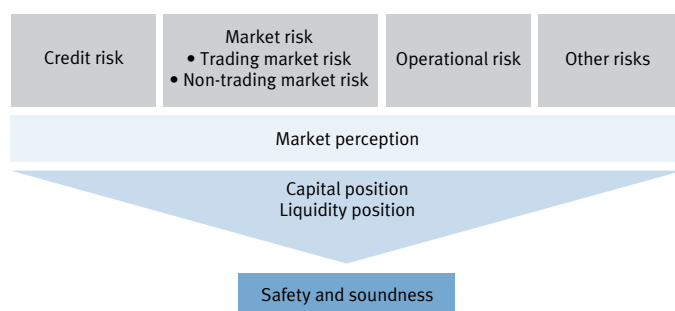 Credit risk
Market risk
• Trading market risk
• Non-trading market risk
Operational risk
Other risks
Market perception
Capital position
Liquidity position
Safety and soundness